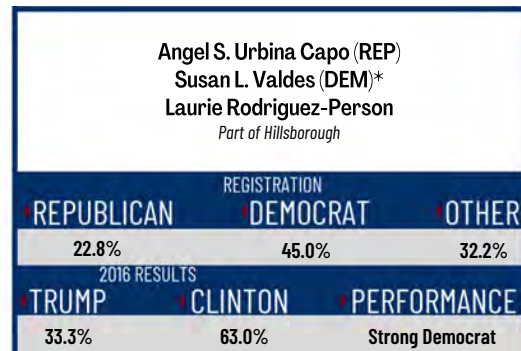 Angel S. Urbina Capo (REP)
Susan L. Valdes (DEM)*
Laurie Rodriguez-Person
Part of Hillsborough
REGISTRATION
REPUBLICAN DEMOCRAT OTHER
22.8% 45.0% 32.2%
2016 RESULTS
TRUMP CLINTON PERFORMANCE
33.3% 63.0% Strong Democrat